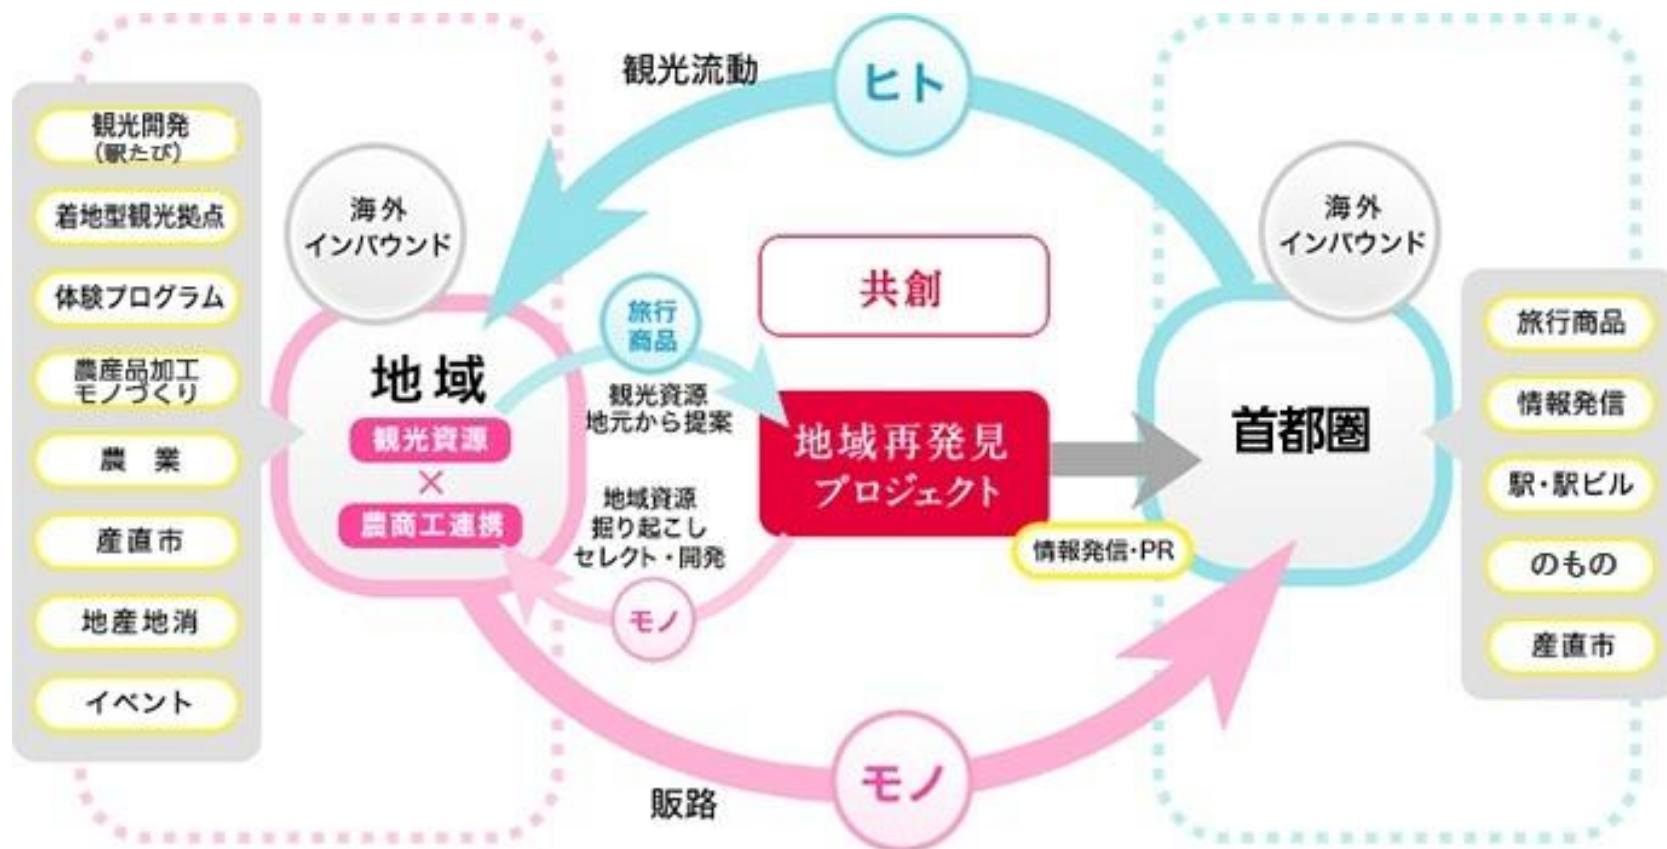 観光開発
(駅たび)
着地型観光拠点
体験プログラム
農産品加工
モノづくり
農 業
産直市
地産地消
イベント
海外
インバウンド
地域
観光資源
×
農商工連携
観光流動
ヒト
旅行
商品
観光資源
地元から提案
地域資源
掘り起こし
セレクト・開発
モノ
共創
地域再発見
プロジェクト
情報発信・PR
販路
モノ
海外
インバウンド
首都圏
旅行商品
情報発信
駅・駅ビル
のもの
産直市